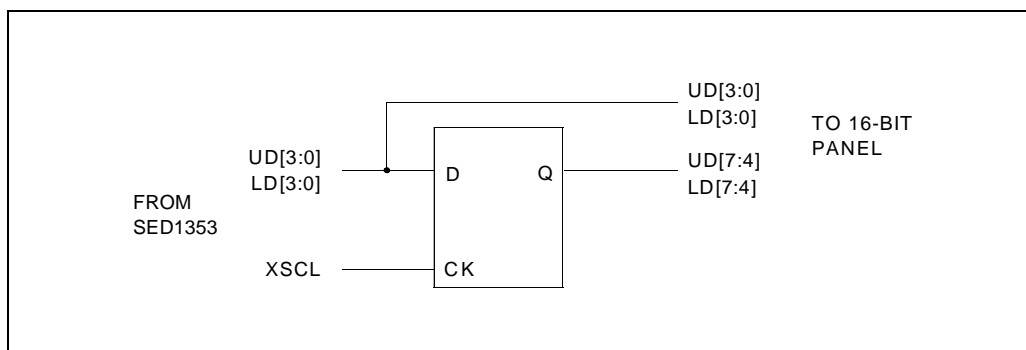 UD[3:0]
LD[3:0]
TO 16-BIT
PANEL
UD[3:0]
LD[3:0]
D
Q
UD[7:4]
LD[7:4]
FROM
SED1353
XSCL
CK